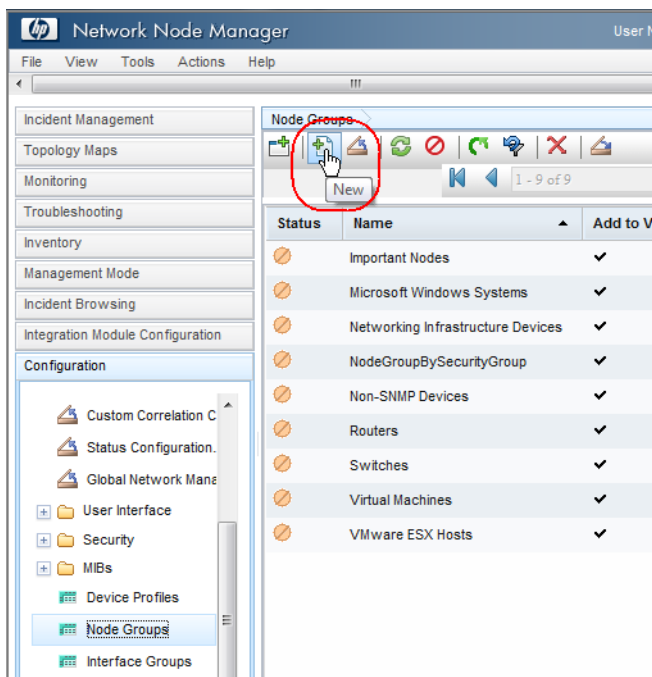 hp Network Node Manager
User N
File View Tools Actions Help
Incident Management
Topology Maps
Monitoring
Troubleshooting
Inventory
Management Mode
Incident Browsing
Integration Module Configuration
Configuration
Custom Correlation C
Status Configuration.
Global Network Mana
User Interface
Security
MIBs
Device Profiles
Node Groups
Interface Groups
Node Groups
New
1 - 9 of 9
Status Name Add to V
Important Nodes
Microsoft Windows Systems
Networking Infrastructure Devices
NodeGroupBySecurityGroup
Non-SNMP Devices
Routers
Switches
Virtual Machines
VMware ESX Hosts